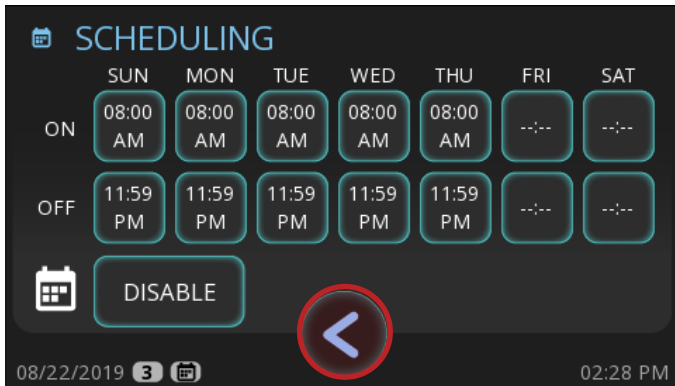 SCHEDULING
SUN MON TUE WED THU FRI SAT
ON 08:00 AM 08:00 AM 08:00 AM 08:00 AM 08:00 AM --:-- --:--
OFF 11:59 PM 11:59 PM 11:59 PM 11:59 PM 11:59 PM --:-- --:--
DISABLE
08/22/2019 3 02:28 PM